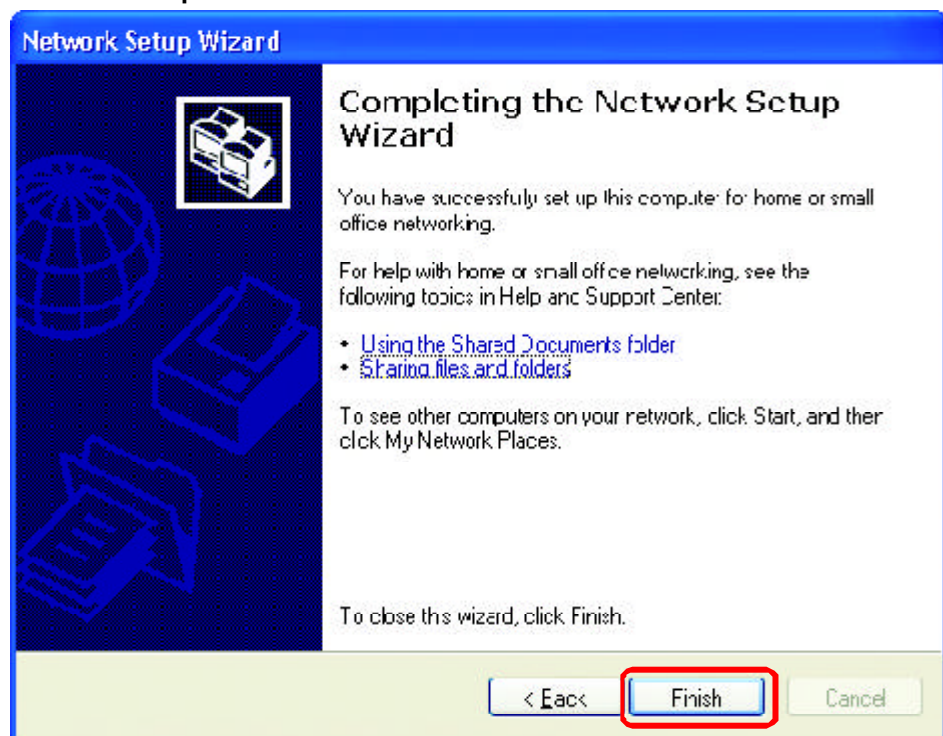 Network Setup Wizard
Completing the Network Setup
Wizard
You have successfully set up this computer for home or small
office networking.
For help with home or small office networking, see the
following topics in Help and Support Center:
• Using the Shared Documents folder
• Sharing files and folders
To see other computers on your network, click Start, and then
click My Network Places.
To close this wizard, click Finish.
< Back
Finish
Cancel